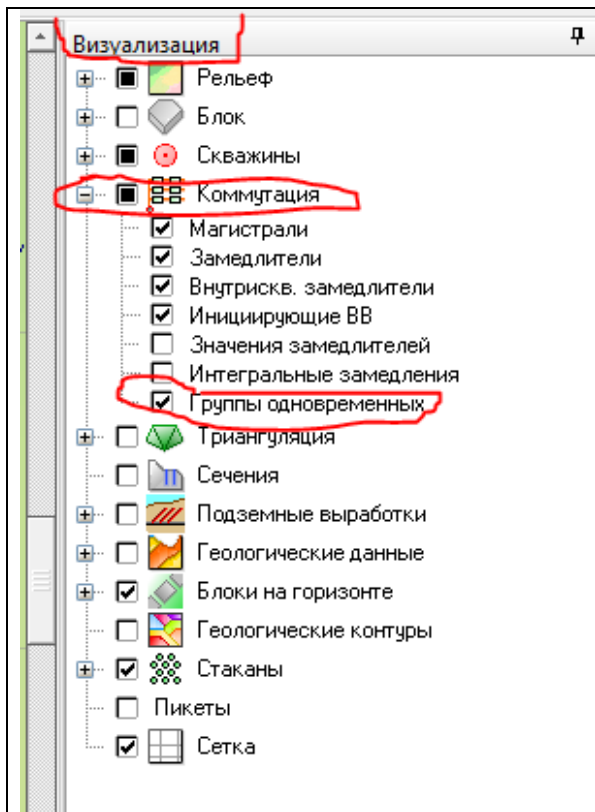 Визуализация
Рельеф
Блок
Скважины
Коммутация
Магистрали
Замедлители
Внутрискв. замедлители
Инициирующие ВВ
Значения замедлителей
Интегральные замедления
Группы одновременных
Триангуляция
Сечения
Подземные выработки
Геологические данные
Блоки на горизонте
Геологические контуры
Стаканы
Пикеты
Сетка